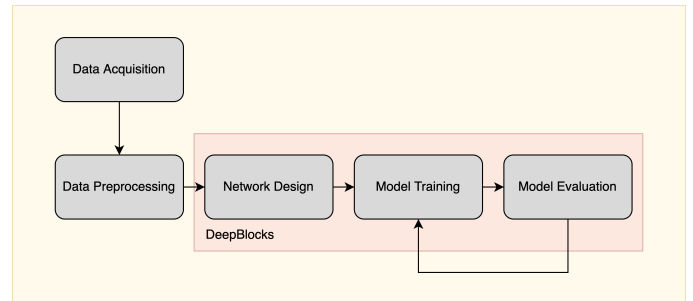 Data Acquisition
Data Preprocessing
Network Design
Model Training
Model Evaluation
DeepBlocks